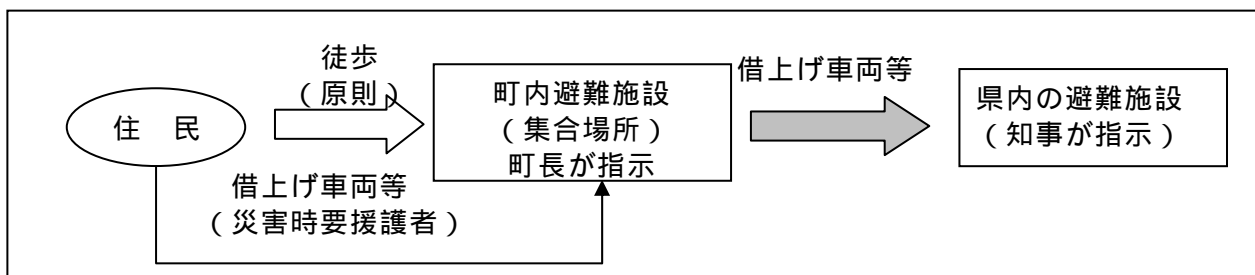 住　民
徒歩
（原則）
借上げ車両等
（災害時要援護者）
町内避難施設
（集合場所）
町長が指示
借上げ車両等
県内の避難施設
（知事が指示）